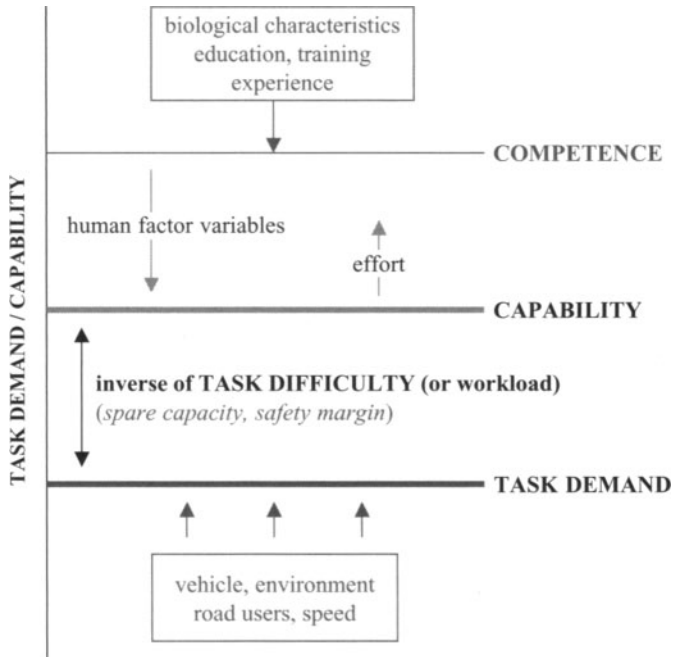 biological characteristics
education, training
experience
COMPETENCE
human factor variables
effort
CAPABILITY
inverse of TASK DIFFICULTY (or workload)
(spare capacity, safety margin)
TASK DEMAND
vehicle, environment
road users, speed
TASK DEMAND / CAPABILITY